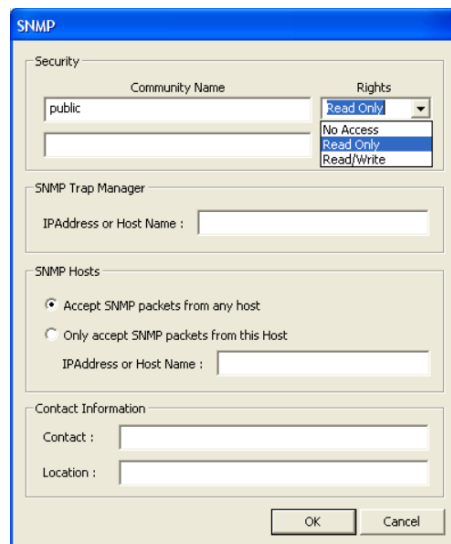 SNMP
Security
Community Name Rights
public Read Only
No Access
Read Only
Read/Write
SNMP Trap Manager
IPAddress or Host Name :
SNMP Hosts
Accept SNMP packets from any host
Only accept SNMP packets from this Host
IPAddress or Host Name :
Contact Information
Contact :
Location :
OK Cancel